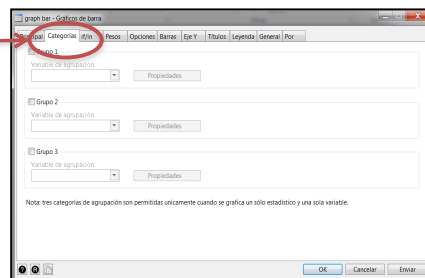 graph bar - Gráficos de barra
Principal Categorías if/in Pesos Opciones Barras Eje Y Títulos Leyenda General Por
Grupo 1
Variable de agrupación:
Propiedades
Grupo 2
Variable de agrupación:
Propiedades
Grupo 3
Variable de agrupación:
Propiedades
Nota: tres categorías de agrupación son permitidas unicamente cuando se grafica un sólo estadístico y una sola variable.
OK Cancelar Enviar